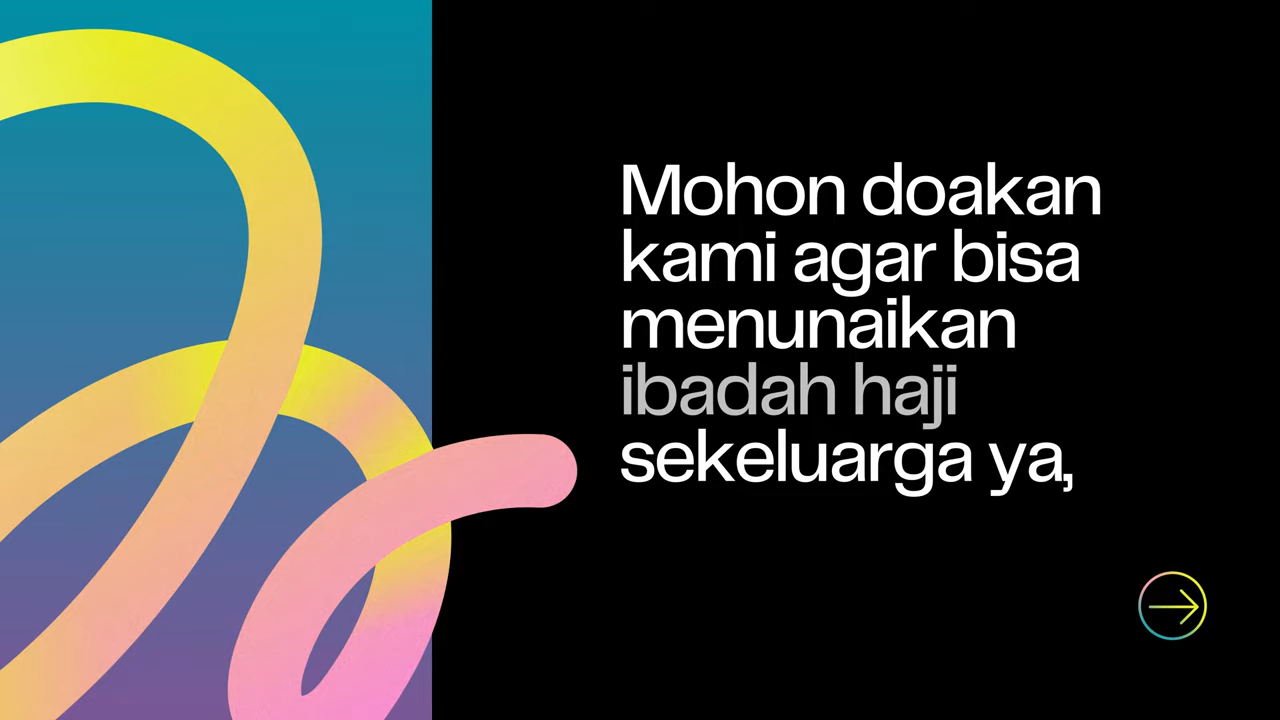 Mohon doakan
kami agar bisa
menunaikan
ibadah haji
sekeluarga ya,